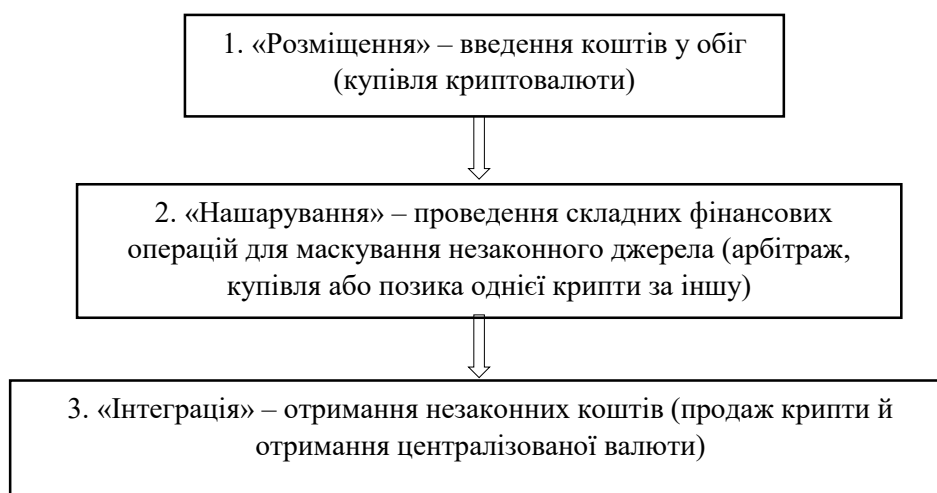 1. «Розміщення» – введення коштів у обіг
(купівля криптовалюти)
2. «Нашарування» – проведення складних фінансових
операцій для маскування незаконного джерела (арбітраж,
купівля або позика однієї крипти за іншу)
3. «Інтеграція» – отримання незаконних коштів (продаж крипти й
отримання централізованої валюти)